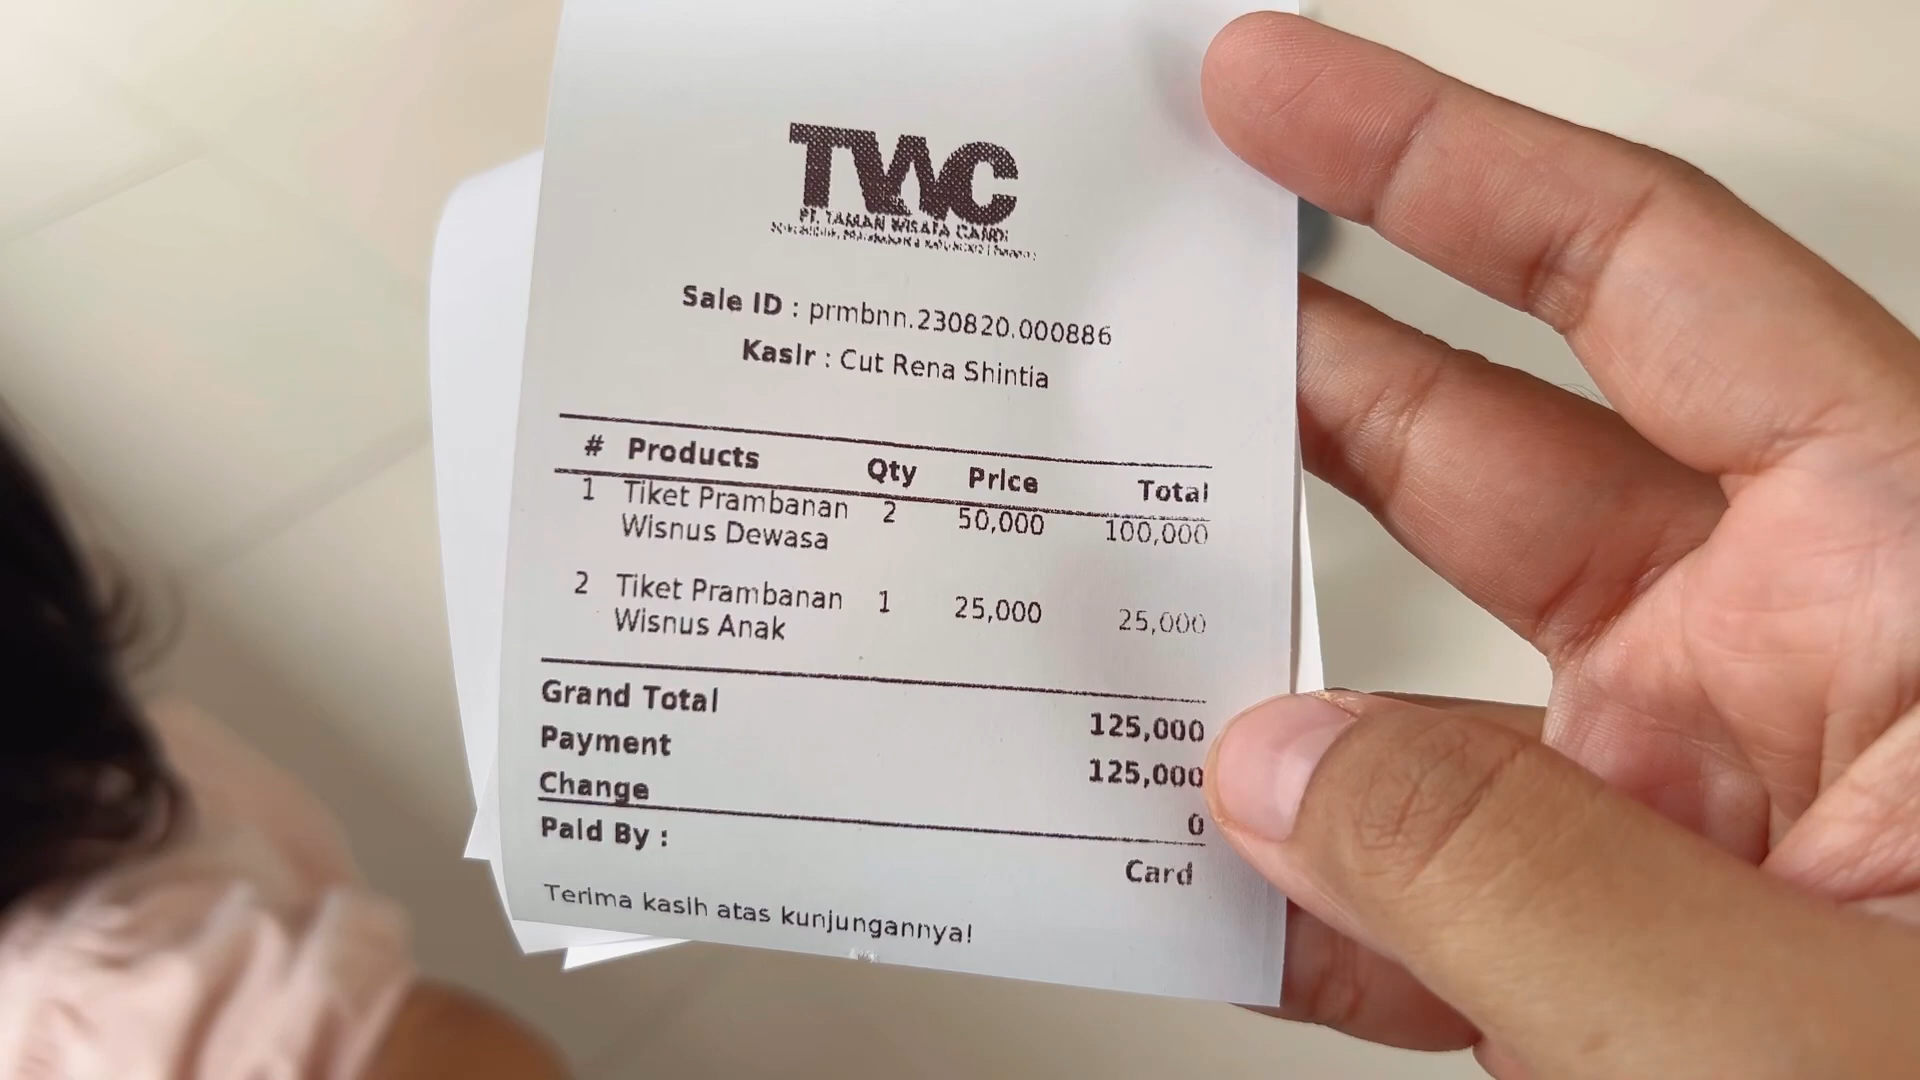 TWC
PT. TAMAN WISATA CANDI
Sale ID : prmbnn.230820.000886
Kasir : Cut Rena Shintia
# Products Qty Price Total
1 Tiket Prambanan 2 50,000 100,000
Wisnus Dewasa
2 Tiket Prambanan 1 25,000 25,000
Wisnus Anak
Grand Total 125,000
Payment 125,000
Change 0
Paid By : Card
Terima kasih atas kunjungannya!